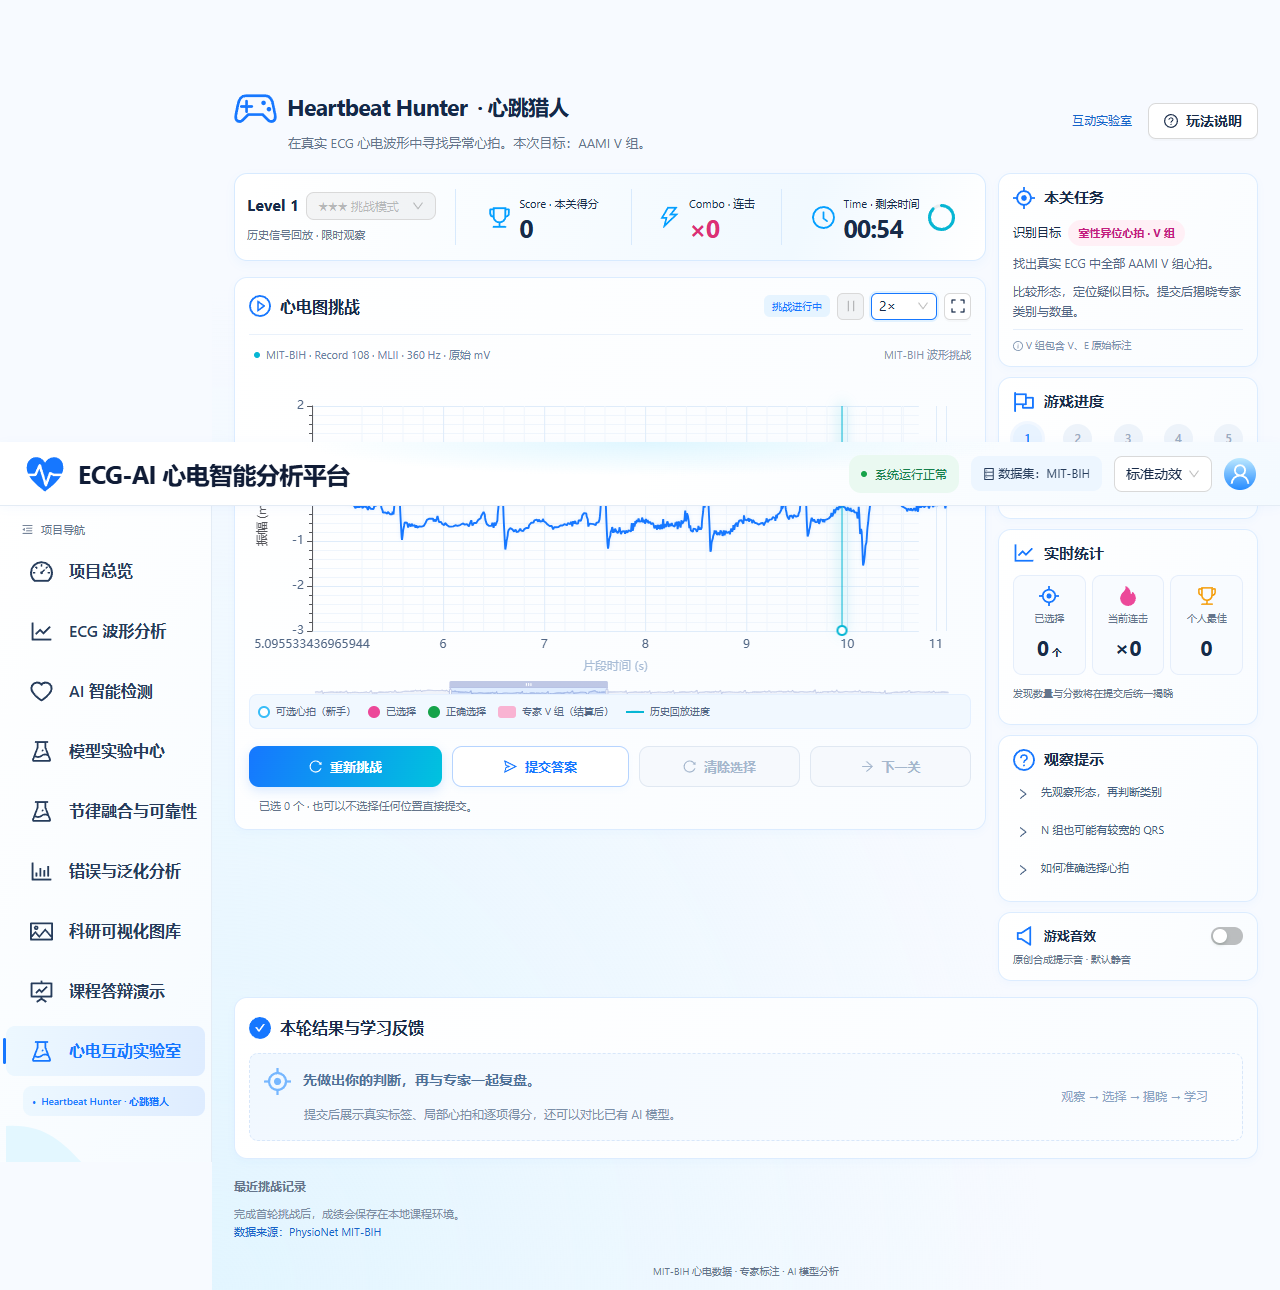 Heartbeat Hunter · 心跳猎人
在真实 ECG 心电波形中寻找异常心拍。本次目标：AAMI V 组。
互动实验室
玩法说明
Level 1
★★★ 挑战模式
历史信号回放 · 限时观察
Score · 本关得分
0
Combo · 连击
×0
Time · 剩余时间
00:54
本关任务
识别目标
室性异位心拍 · V 组
找出真实 ECG 中全部 AAMI V 组心拍。
比较形态，定位疑似目标。提交后揭晓专家
类别与数量。
V 组包含 V、E 原始标注
心电图挑战
挑战进行中
2×
MIT-BIH · Record 108 · MLII · 360 Hz · 原始 mV
MIT-BIH 波形挑战
2
游戏进度
1
2
3
4
5
ECG-AI 心电智能分析平台
系统运行正常
数据集：MIT-BIH
标准动效
项目导航
项目总览
ECG 波形分析
AI 智能检测
模型实验中心
节律融合与可靠性
错误与泛化分析
科研可视化图库
课程答辩演示
心电互动实验室
Heartbeat Hunter · 心跳猎人
-1
-2
-3
5.095533436965944
6
7
8
9
10
11
片段时间 (s)
可选心拍（新手）
已选择
正确选择
专家 V 组（结算后）
历史回放进度
重新挑战
提交答案
清除选择
下一关
已选 0 个 · 也可以不选择任何位置直接提交。
实时统计
已选择
0 个
当前连击
×0
个人最佳
0
发现数量与分数将在提交后统一揭晓
观察提示
先观察形态，再判断类别
N 组也可能有较宽的 QRS
如何准确选择心拍
游戏音效
原创合成提示音 · 默认静音
本轮结果与学习反馈
先做出你的判断，再与专家一起复盘。
提交后展示真实标签、局部心拍和逐项得分，还可以对比已有 AI 模型。
观察 → 选择 → 揭晓 → 学习
最近挑战记录
完成首轮挑战后，成绩会保存在本地课程环境。
数据来源：PhysioNet MIT-BIH
MIT-BIH 心电数据 · 专家标注 · AI 模型分析